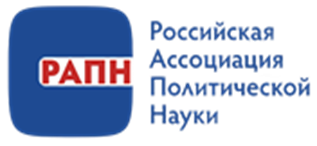 РАПН
Российская
Ассоциация
Политической
Науки